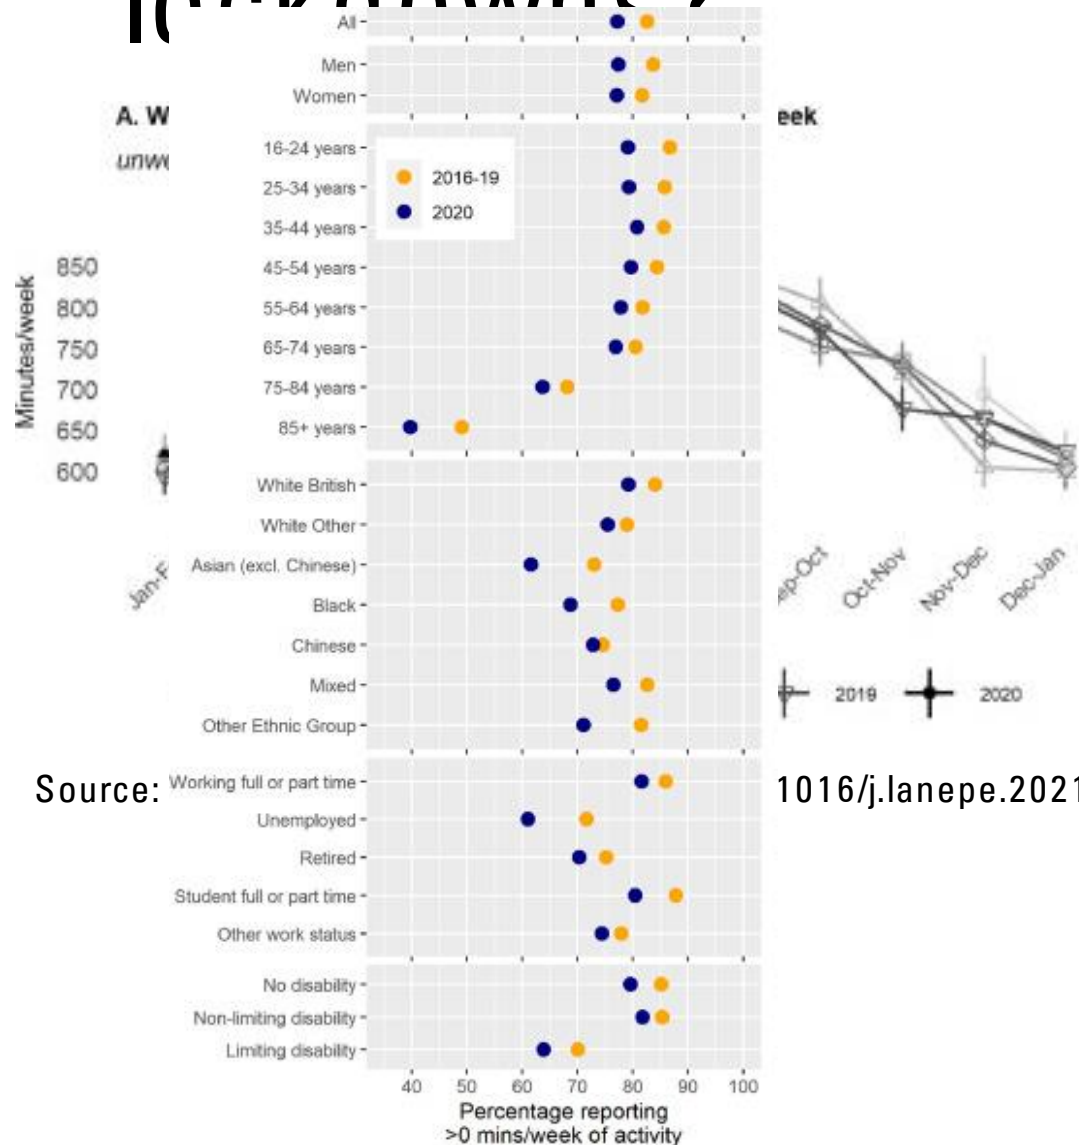 All
Men
Women
A. W
eek
16-24 years
25-34 years
35-44 years
45-54 years
55-64 years
65-74 years
75-84 years
85+ years
2016-19
2020
850
800
750
700
650
600
Minutes/week
White British
White Other
Asian (excl. Chinese)
Black
Chinese
Mixed
Other Ethnic Group
ep-Oct
Oct-Nov
Nov-Dec
Dec-Jan
2019
2020
Source:
1016/j.lanepe.2021
Working full or part time
Unemployed
Retired
Student full or part time
Other work status
No disability
Non-limiting disability
Limiting disability
40 50 60 70 80 90 100
Percentage reporting
>0 mins/week of activity